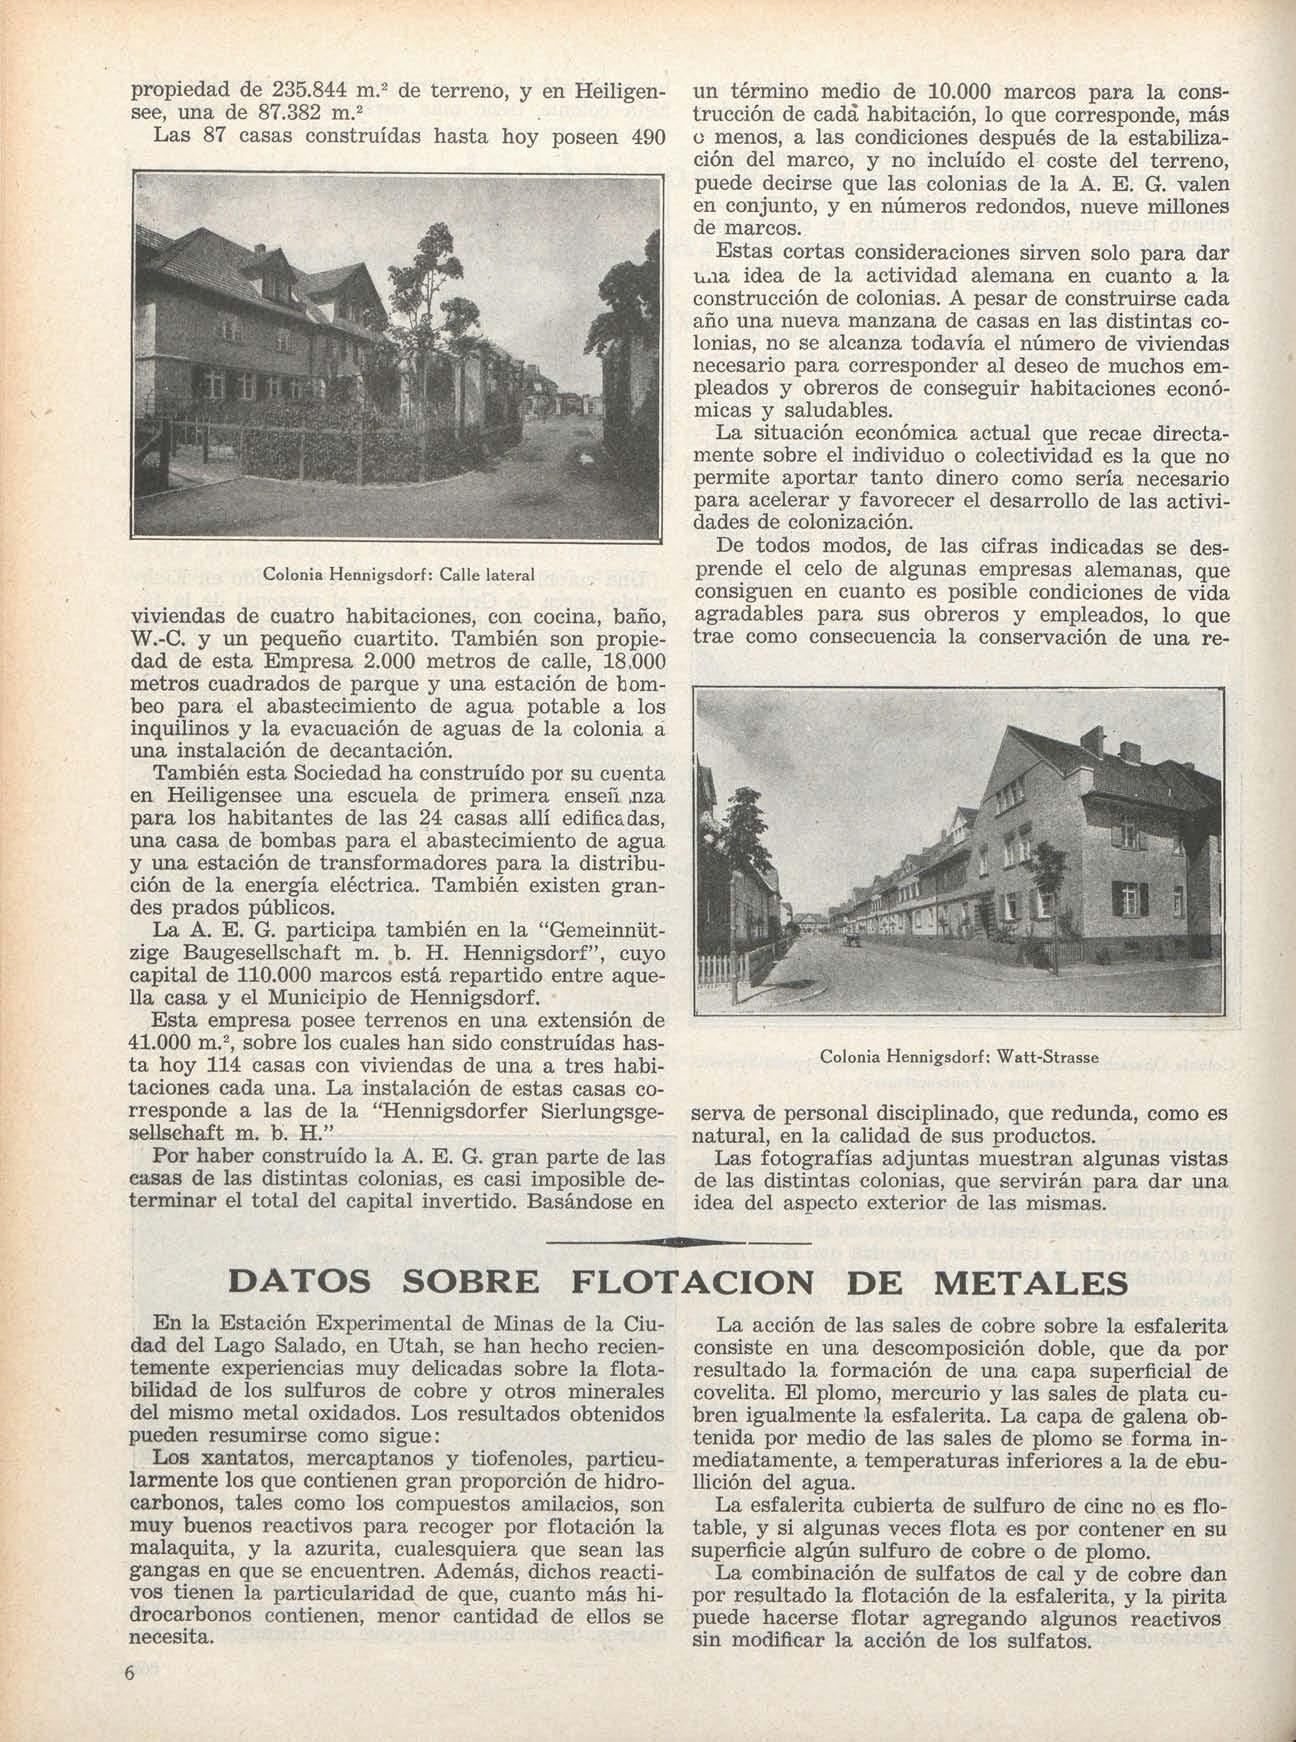 propiedad de 235.844 m.² de terreno, y en Heiligen-
see, una de 87.382 m.²
Las 87 casas construídas hasta hoy poseen 490
Colonia Hennigsdorf: Calle lateral
viviendas de cuatro habitaciones, con cocina, baño,
W.-C. y un pequeño cuartito. También son propie-
dad de esta Empresa 2.000 metros de calle, 18.000
metros cuadrados de parque y una estación de bom-
beo para el abastecimiento de agua potable a los
inquilinos y la evacuación de aguas de la colonia a
una instalación de decantación.
También esta Sociedad ha construído por su cuenta
en Heiligensee una escuela de primera enseñanza
para los habitantes de las 24 casas allí edificadas,
una casa de bombas para el abastecimiento de agua
y una estación de transformadores para la distribu-
ción de la energía eléctrica. También existen gran-
des prados públicos.
La A. E. G. participa también en la “Gemeinnüt-
zige Baugesellschaft m. b. H. Hennigsdorf”, cuyo
capital de 110.000 marcos está repartido entre aque-
lla casa y el Municipio de Hennigsdorf.
Esta empresa posee terrenos en una extensión de
41.000 m.², sobre los cuales han sido construídas has-
ta hoy 114 casas con viviendas de una a tres habi-
taciones cada una. La instalación de estas casas co-
rresponde a las de la “Hennigsdorfer Sierlungsge-
sellschaft m. b. H.”
Por haber construído la A. E. G. gran parte de las
casas de las distintas colonias, es casi imposible de-
terminar el total del capital invertido. Basándose en
un término medio de 10.000 marcos para la cons-
trucción de cada habitación, lo que corresponde, más
o menos, a las condiciones después de la estabiliza-
ción del marco, y no incluído el coste del terreno,
puede decirse que las colonias de la A. E. G. valen
en conjunto, y en números redondos, nueve millones
de marcos.
Estas cortas consideraciones sirven solo para dar
una idea de la actividad alemana en cuanto a la
construcción de colonias. A pesar de construirse cada
año una nueva manzana de casas en las distintas co-
lonias, no se alcanza todavía el número de viviendas
necesario para corresponder al deseo de muchos em-
pleados y obreros de conseguir habitaciones econó-
micas y saludables.
La situación económica actual que recae directa-
mente sobre el individuo o colectividad es la que no
permite aportar tanto dinero como sería necesario
para acelerar y favorecer el desarrollo de las activi-
dades de colonización.
De todos modos, de las cifras indicadas se des-
prende el celo de algunas empresas alemanas, que
consiguen en cuanto es posible condiciones de vida
agradables para sus obreros y empleados, lo que
trae como consecuencia la conservación de una re-
Colonia Hennigsdorf: Watt-Strasse
serva de personal disciplinado, que redunda, como es
natural, en la calidad de sus productos.
Las fotografías adjuntas muestran algunas vistas
de las distintas colonias, que servirán para dar una
idea del aspecto exterior de las mismas.
DATOS SOBRE FLOTACION DE METALES
En la Estación Experimental de Minas de la Ciu-
dad del Lago Salado, en Utah, se han hecho recien-
temente experiencias muy delicadas sobre la flota-
bilidad de los sulfuros de cobre y otros minerales
del mismo metal oxidados. Los resultados obtenidos
pueden resumirse como sigue:
Los xantatos, mercaptanos y tiofenoles, particu-
larmente los que contienen gran proporción de hidro-
carbonos, tales como los compuestos amilacios, son
muy buenos reactivos para recoger por flotación la
malaquita, y la azurita, cualesquiera que sean las
gangas en que se encuentren. Además, dichos reacti-
vos tienen la particularidad de que, cuanto más hi-
drocarbonos contienen, menor cantidad de ellos se
necesita.
La acción de las sales de cobre sobre la esfalerita
consiste en una descomposición doble, que da por
resultado la formación de una capa superficial de
covelita. El plomo, mercurio y las sales de plata cu-
bren igualmente la esfalerita. La capa de galena ob-
tenida por medio de las sales de plomo se forma in-
mediatamente, a temperaturas inferiores a la de ebu-
llición del agua.
La esfalerita cubierta de sulfuro de cinc no es flo-
table, y si algunas veces flota es por contener en su
superficie algún sulfuro de cobre o de plomo.
La combinación de sulfatos de cal y de cobre dan
por resultado la flotación de la esfalerita, y la pirita
puede hacerse flotar agregando algunos reactivos
sin modificar la acción de los sulfatos.
6